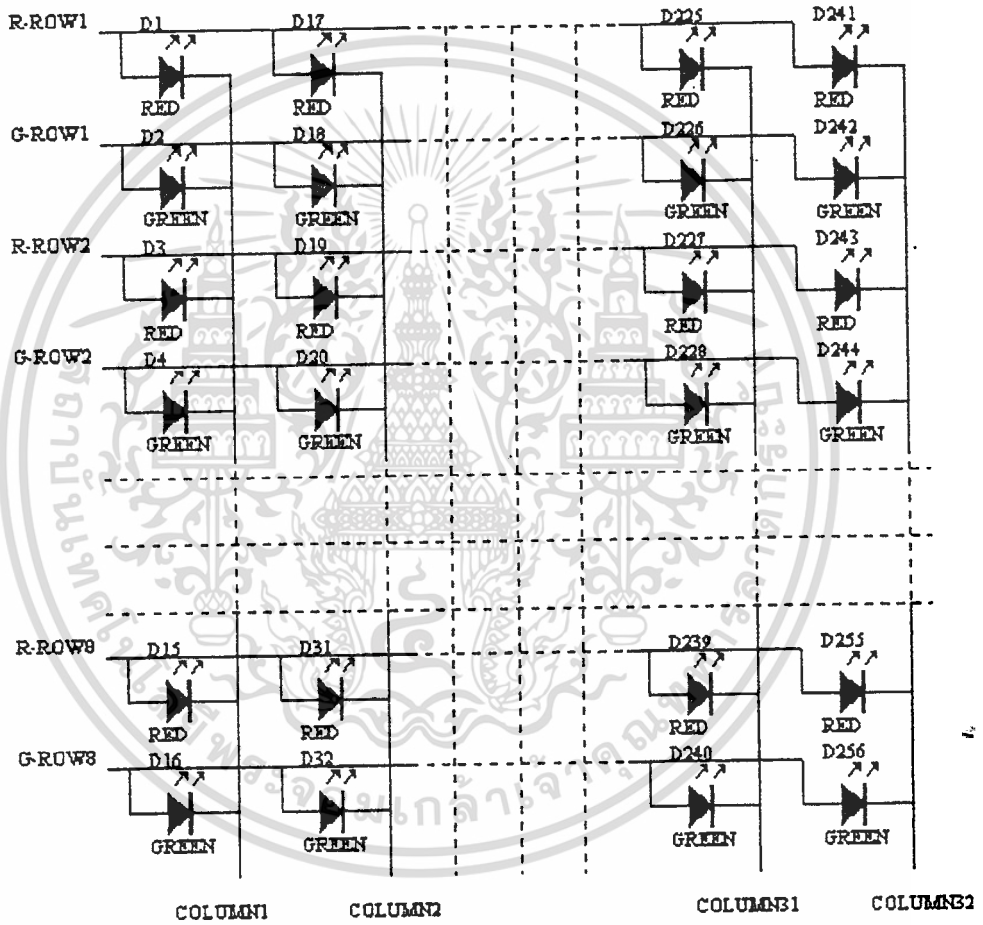 R-ROW1 D1 D17 D225 D241
RED RED RED RED
G-ROW1 D2 D18 D226 D242
GREEN GREEN GREEN GREEN
R-ROW2 D3 D19 D227 D243
RED RED RED RED
G-ROW2 D4 D20 D228 D244
GREEN GREEN GREEN GREEN
R-ROW8 D15 D31 D239 D255
RED RED RED RED
G-ROW8 D16 D32 D240 D256
GREEN GREEN GREEN GREEN
COLUMN1 COLUMN2 COLUMN31 COLUMN32